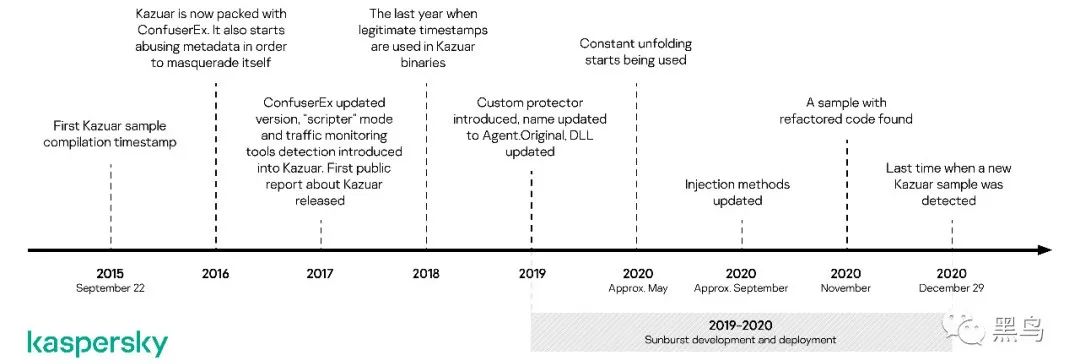 Kazuar is now packed with
ConfuserEx. It also starts
abusing metadata in order
to masquerade itself
The last year when
legitimate timestamps
are used in Kazuar
binaries
Constant unfolding
starts being used
First Kazuar sample
compilation timestamp
ConfuserEx updated
version, "scripter" mode
and traffic monitoring
tools detection introduced
into Kazuar. First public
report about Kazuar
released
Custom protector
introduced, name updated
to Agent.Original, DLL
updated
Injection methods
updated
A sample with
refactored code found
Last time when a new
Kazuar sample was
detected
2015
September 22
2016
2017
2018
2019
2020
Approx. May
2020
Approx. September
2020
November
2020
December 29
2019–2020
Sunburst development and deployment
kaspersky
黑鸟